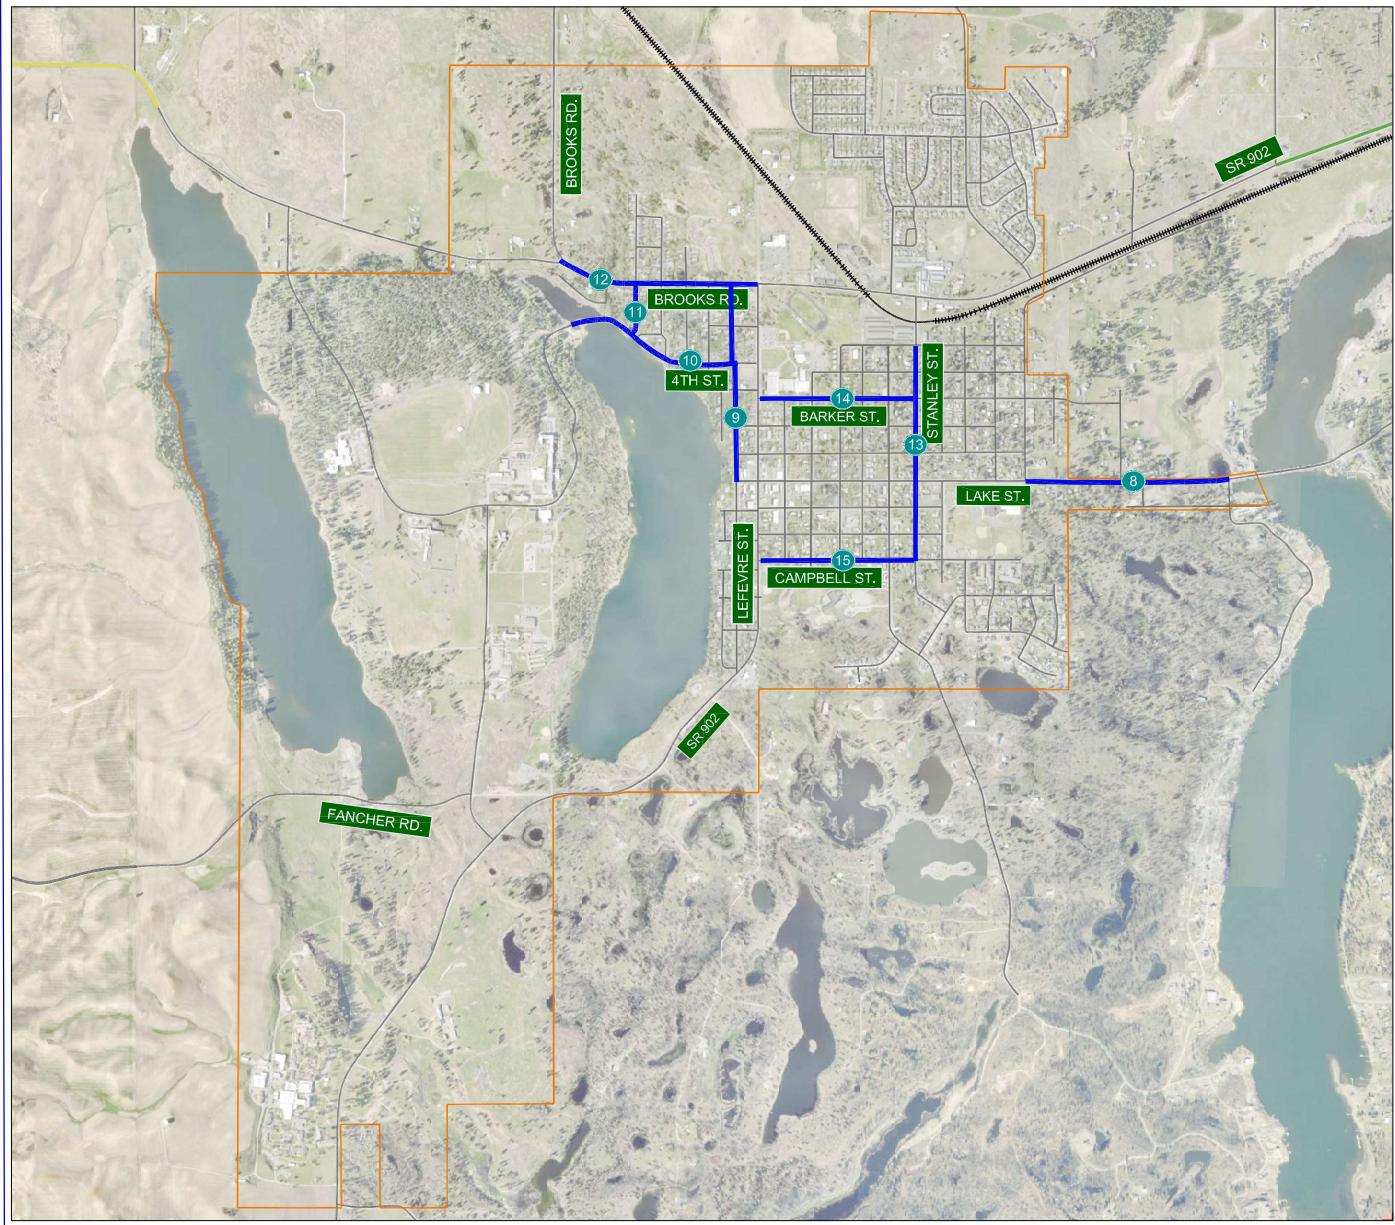 BROOKS RD.
SR 902
12
BROOKS RD.
11
10
4TH ST.
9
14
BARKER ST.
STANLEY ST.
13
8
LAKE ST.
LEFEVRE ST.
15
CAMPBELL ST.
SR 902
FANCHER RD.